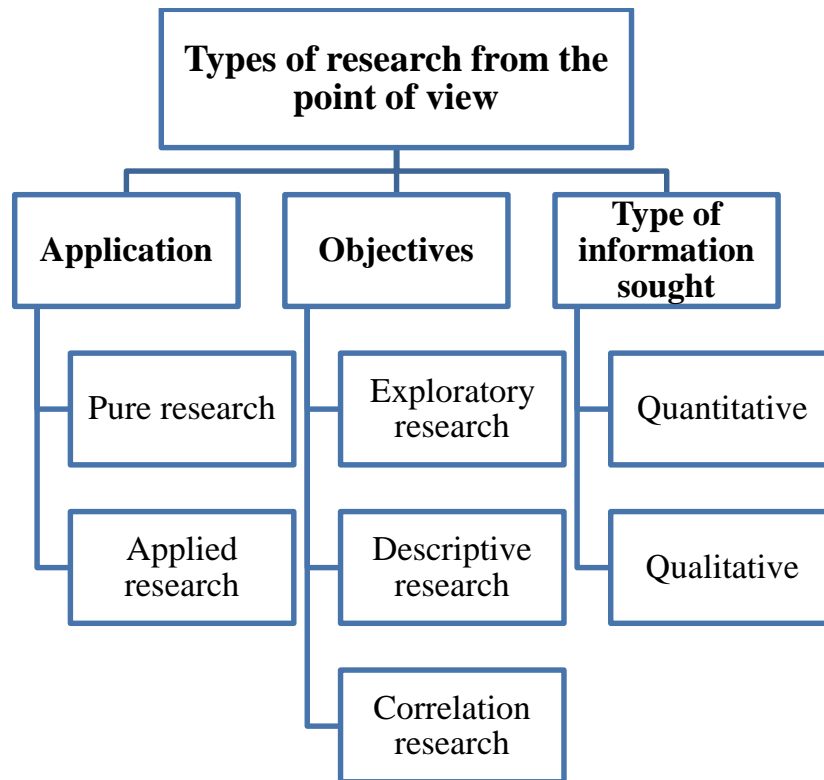 Types of research from the
point of view
Application
Objectives
Type of
information
sought
Pure research
Applied
research
Exploratory
research
Descriptive
research
Correlation
research
Quantitative
Qualitative